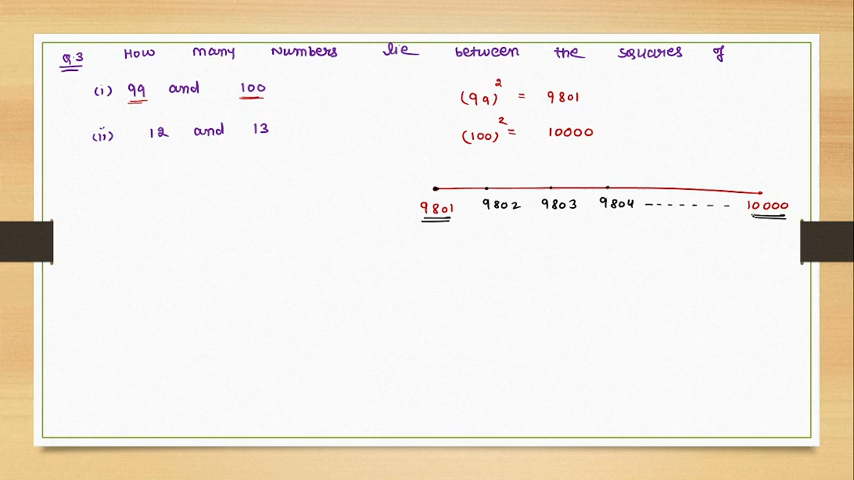 Q.3 How many Numbers lie between the squares of
(i) 99 and 100
(99)² = 9801
(ii) 12 and 13
(100)² = 10000
9801 9802 9803 9804 -------- 10000